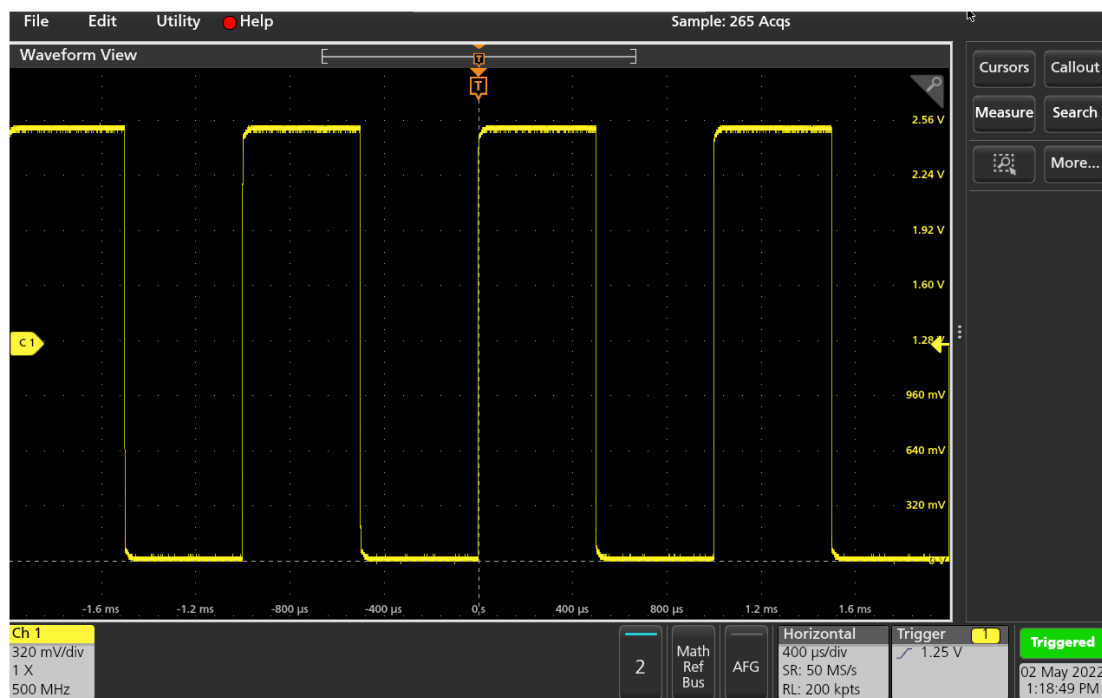 File Edit Utility Help Sample: 265 Acqs
Waveform View
T
T
Cursors Callout
Measure Search
More...
2.56 V
2.24 V
1.92 V
1.60 V
C 1
1.28 V
960 mV
640 mV
320 mV
0 V
-1.6 ms -1.2 ms -800 µs -400 µs 0 s 400 µs 800 µs 1.2 ms 1.6 ms
Ch 1
320 mV/div
1 X
500 MHz
2
Math
Ref
Bus
AFG
Horizontal
400 µs/div
SR: 50 MS/s
RL: 200 kpts
Trigger 1
1.25 V
Triggered
02 May 2022
1:18:49 PM